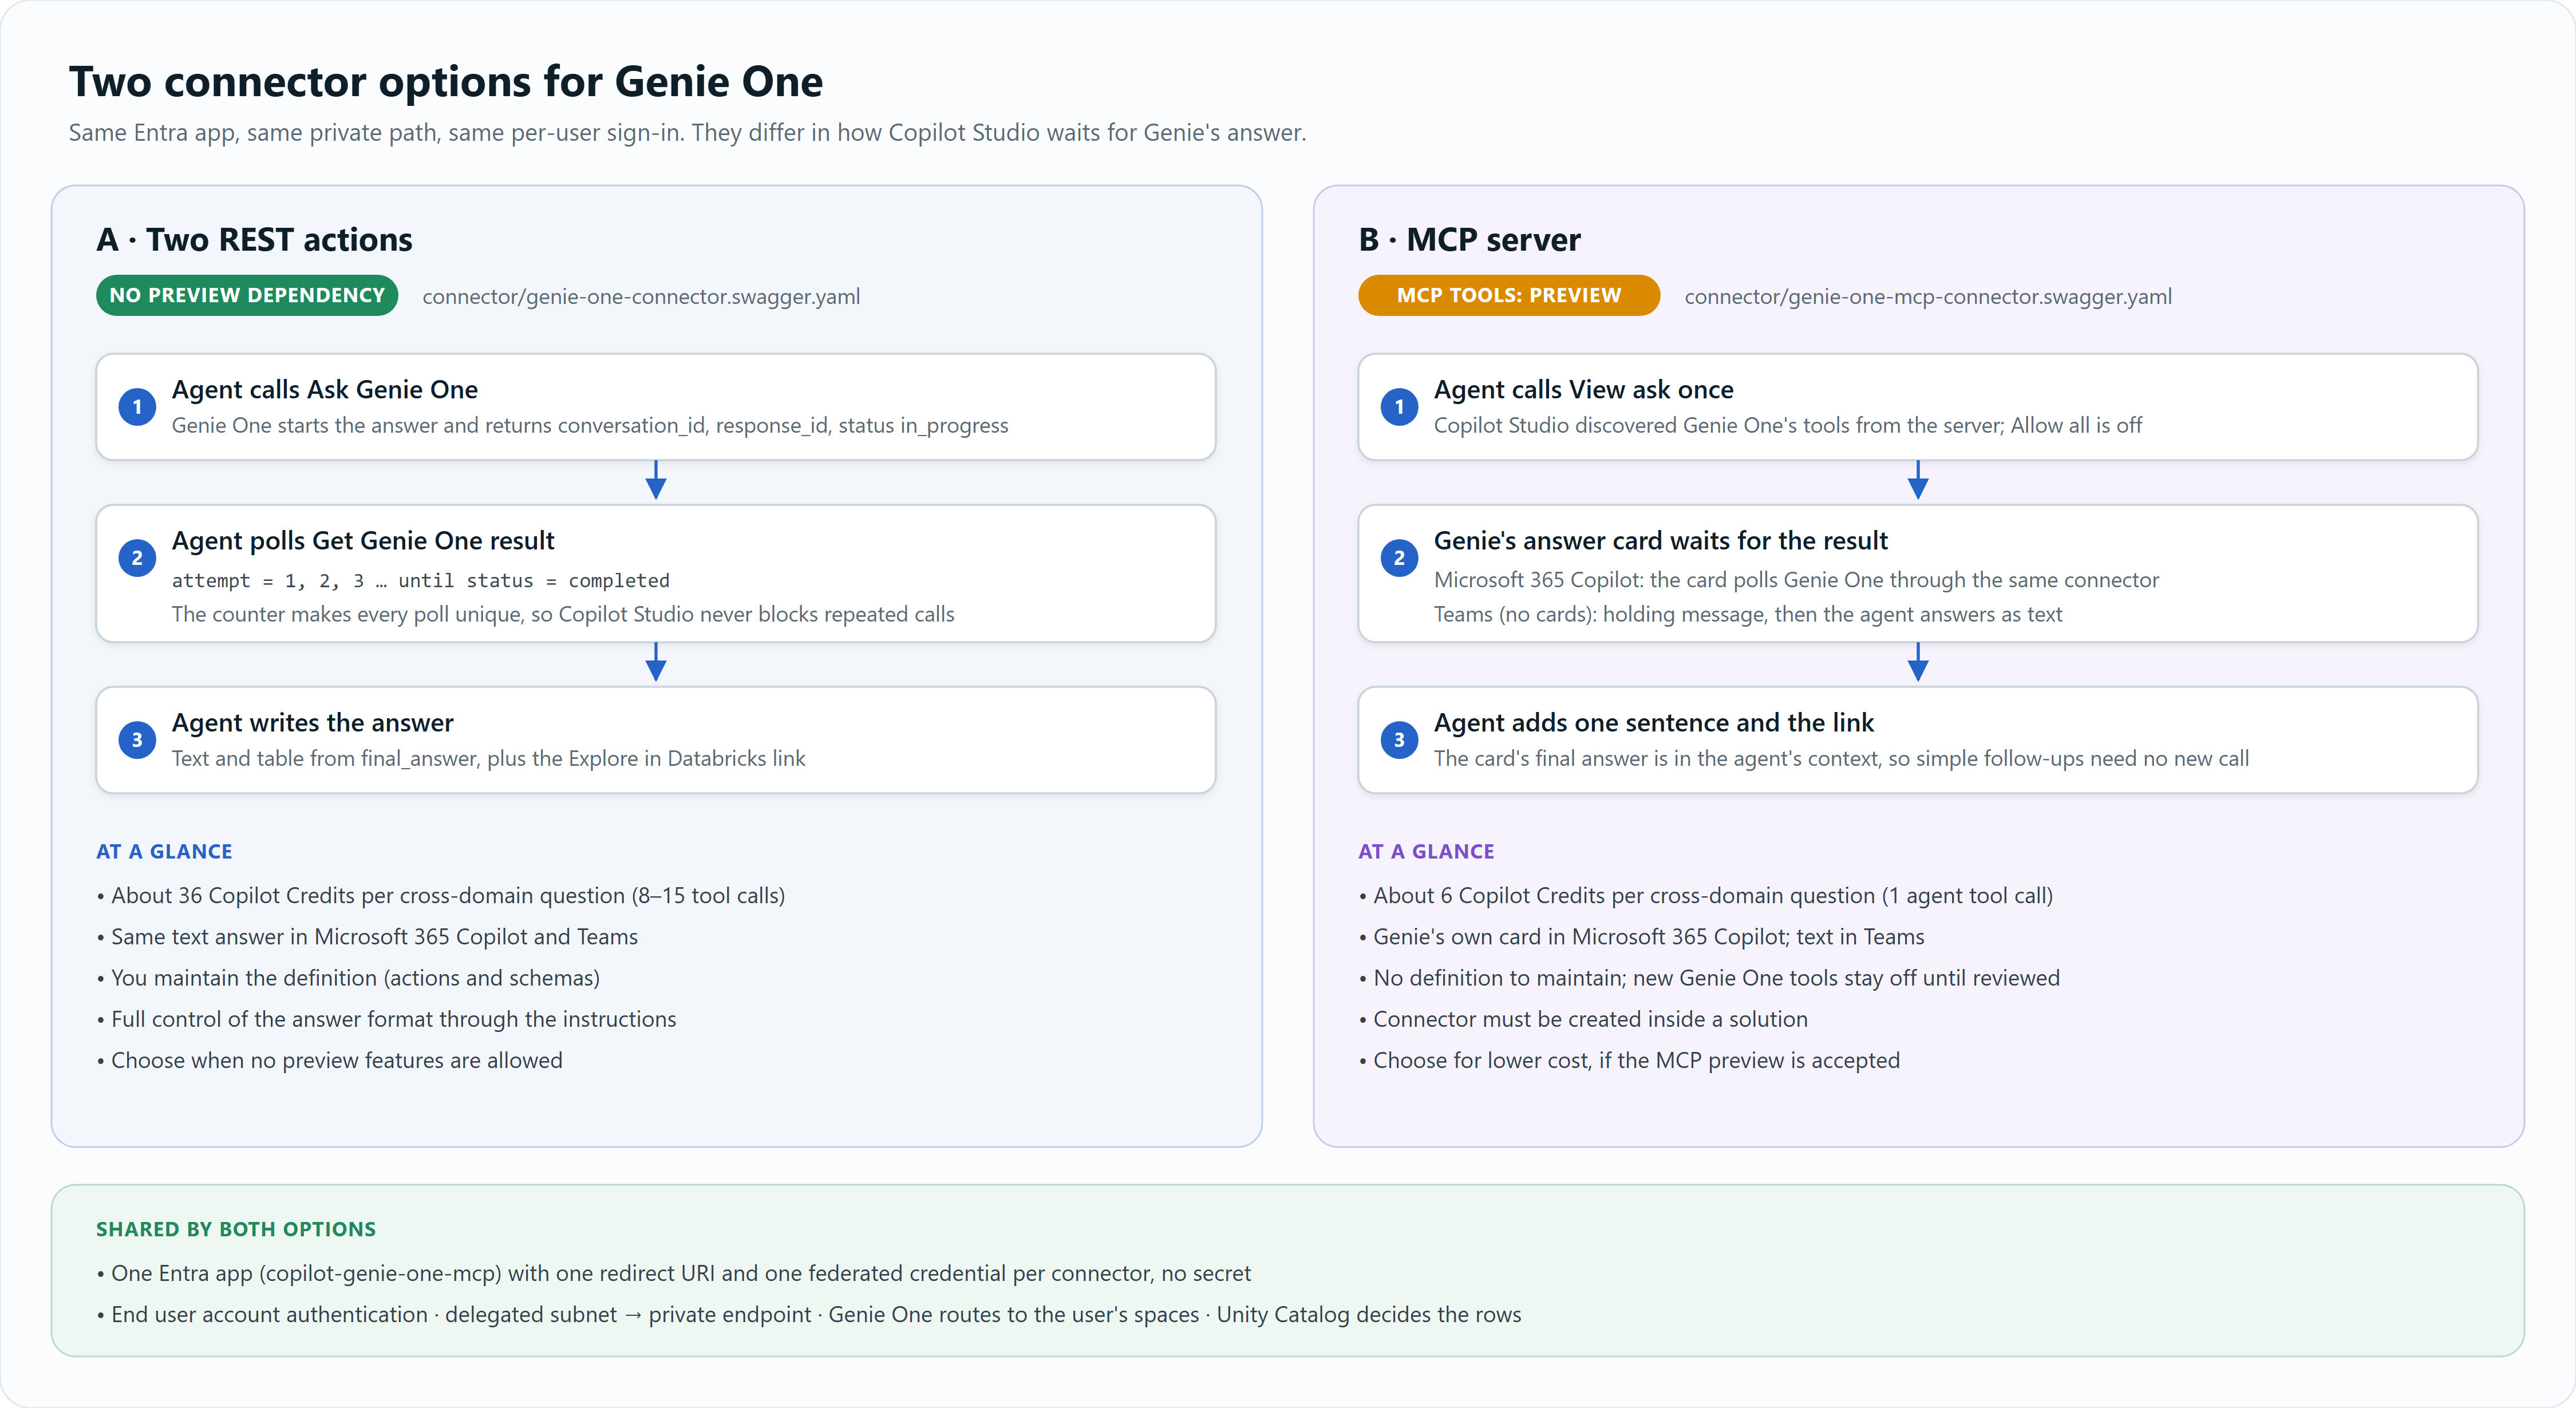 Two connector options for Genie One
Same Entra app, same private path, same per-user sign-in. They differ in how Copilot Studio waits for Genie's answer.
A · Two REST actions
NO PREVIEW DEPENDENCY
connector/genie-one-connector.swagger.yaml
1
Agent calls Ask Genie One
Genie One starts the answer and returns conversation_id, response_id, status in_progress
2
Agent polls Get Genie One result
attempt = 1, 2, 3 … until status = completed
The counter makes every poll unique, so Copilot Studio never blocks repeated calls
3
Agent writes the answer
Text and table from final_answer, plus the Explore in Databricks link
AT A GLANCE
• About 36 Copilot Credits per cross-domain question (8–15 tool calls)
• Same text answer in Microsoft 365 Copilot and Teams
• You maintain the definition (actions and schemas)
• Full control of the answer format through the instructions
• Choose when no preview features are allowed
B · MCP server
MCP TOOLS: PREVIEW
connector/genie-one-mcp-connector.swagger.yaml
1
Agent calls View ask once
Copilot Studio discovered Genie One's tools from the server; Allow all is off
2
Genie's answer card waits for the result
Microsoft 365 Copilot: the card polls Genie One through the same connector
Teams (no cards): holding message, then the agent answers as text
3
Agent adds one sentence and the link
The card's final answer is in the agent's context, so simple follow-ups need no new call
AT A GLANCE
• About 6 Copilot Credits per cross-domain question (1 agent tool call)
• Genie's own card in Microsoft 365 Copilot; text in Teams
• No definition to maintain; new Genie One tools stay off until reviewed
• Connector must be created inside a solution
• Choose for lower cost, if the MCP preview is accepted
SHARED BY BOTH OPTIONS
• One Entra app (copilot-genie-one-mcp) with one redirect URI and one federated credential per connector, no secret
• End user account authentication · delegated subnet → private endpoint · Genie One routes to the user's spaces · Unity Catalog decides the rows